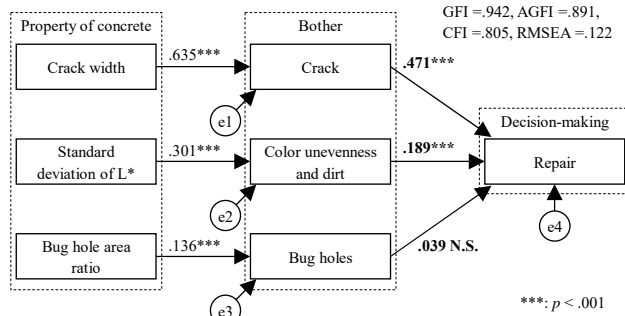 GFI =.942, AGFI =.891,
CFI =.805, RMSEA =.122
Property of concrete
Bother
Crack width
.635***
Crack
.471***
e1
Decision-making
Standard
deviation of L*
.301***
Color unevenness
and dirt
.189***
Repair
e2
e4
Bug hole area
ratio
.136***
Bug holes
.039 N.S.
e3
***: p < .001